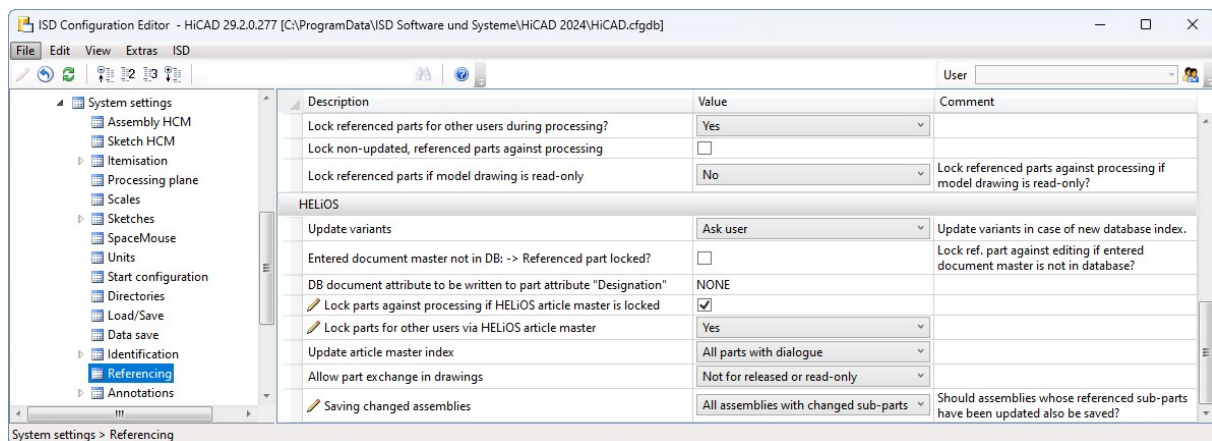 ISD Configuration Editor - HiCAD 29.2.0.277 [C:\ProgramData\ISD Software und Systeme\HiCAD 2024\HiCAD.cfgdb]
File Edit View Extras ISD
User
System settings
Assembly HCM
Sketch HCM
Itemisation
Processing plane
Scales
Sketches
SpaceMouse
Units
Start configuration
Directories
Load/Save
Data save
Identification
Referencing
Annotations
Description Value Comment
Lock referenced parts for other users during processing? Yes
Lock non-updated, referenced parts against processing
Lock referenced parts if model drawing is read-only No Lock referenced parts against processing if
model drawing is read-only?
HELiOS
Update variants Ask user Update variants in case of new database index.
Entered document master not in DB: -> Referenced part locked? Lock ref. part against editing if entered
document master is not in database?
DB document attribute to be written to part attribute "Designation" NONE
Lock parts against processing if HELiOS article master is locked
Lock parts for other users via HELiOS article master Yes
Update article master index All parts with dialogue
Allow part exchange in drawings Not for released or read-only
Saving changed assemblies All assemblies with changed sub-parts Should assemblies whose referenced sub-parts
have been updated also be saved?
System settings > Referencing